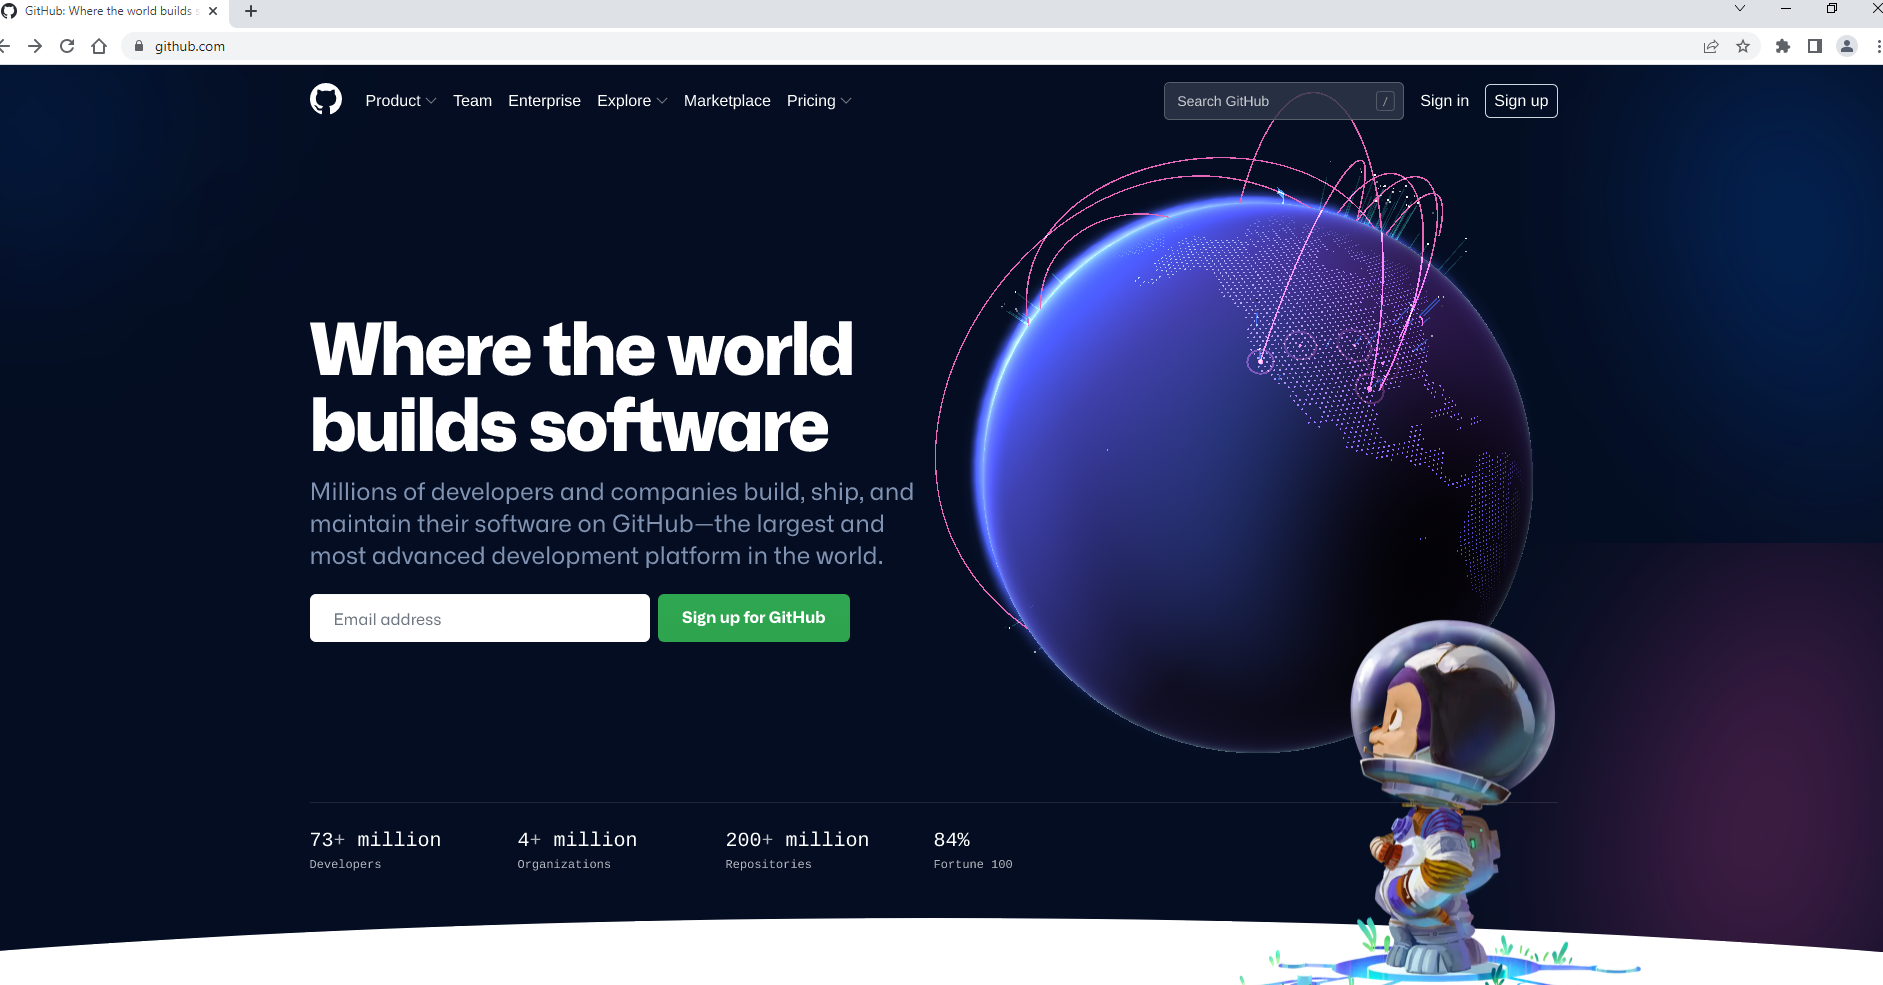 GitHub: Where the world builds s
github.com
Product Team Enterprise Explore Marketplace Pricing Search GitHub / Sign in Sign up
Where the world
builds software
Millions of developers and companies build, ship, and
maintain their software on GitHub—the largest and
most advanced development platform in the world.
Email address Sign up for GitHub
73+ million 4+ million 200+ million 84%
Developers Organizations Repositories Fortune 100